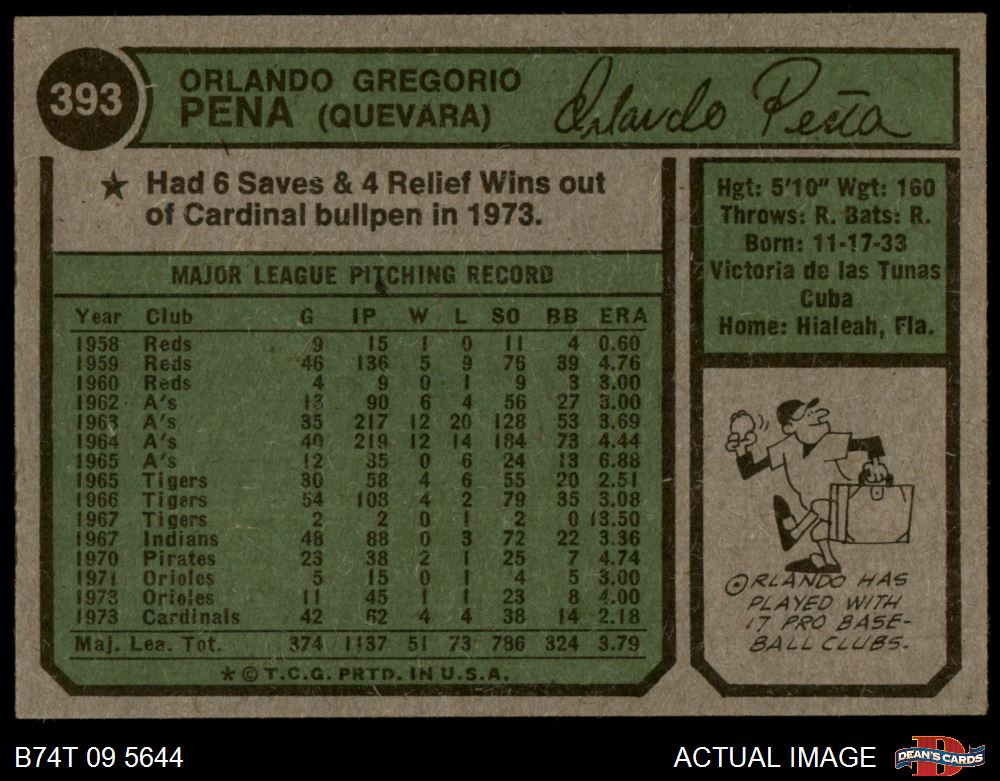 393
ORLANDO GREGORIO
PENA (QUEVARA)
Orlando Peña
★ Had 6 Saves & 4 Relief Wins out
of Cardinal bullpen in 1973.
MAJOR LEAGUE PITCHING RECORD
Year Club G IP W L SO BB ERA
1958 Reds 9 15 1 0 11 4 0.60
1959 Reds 46 136 5 9 76 39 4.76
1960 Reds 4 9 0 1 9 3 3.00
1962 A's 13 90 6 4 56 27 3.00
1963 A's 35 217 12 20 128 53 3.69
1964 A's 40 219 12 14 184 73 4.44
1965 A's 12 35 0 6 24 13 6.88
1965 Tigers 30 58 4 6 55 20 2.51
1966 Tigers 54 108 4 2 79 35 3.08
1967 Tigers 2 2 0 1 2 0 13.50
1967 Indians 48 88 0 3 72 22 3.36
1970 Pirates 23 38 2 1 25 7 4.74
1971 Orioles 5 15 0 1 4 5 3.00
1973 Orioles 11 45 1 1 23 8 4.00
1973 Cardinals 42 62 4 4 38 14 2.18
Maj. Lea. Tot. 374 1137 51 73 786 324 3.79
* © T.C.G. PRTD. IN U.S.A.
Hgt: 5'10" Wgt: 160
Throws: R. Bats: R.
Born: 11-17-33
Victoria de las Tunas
Cuba
Home: Hialeah, Fla.
ORLANDO HAS
PLAYED WITH
17 PRO BASE-
BALL CLUBS.
B74T 09 5644
ACTUAL IMAGE
D
DEAN'S CARDS